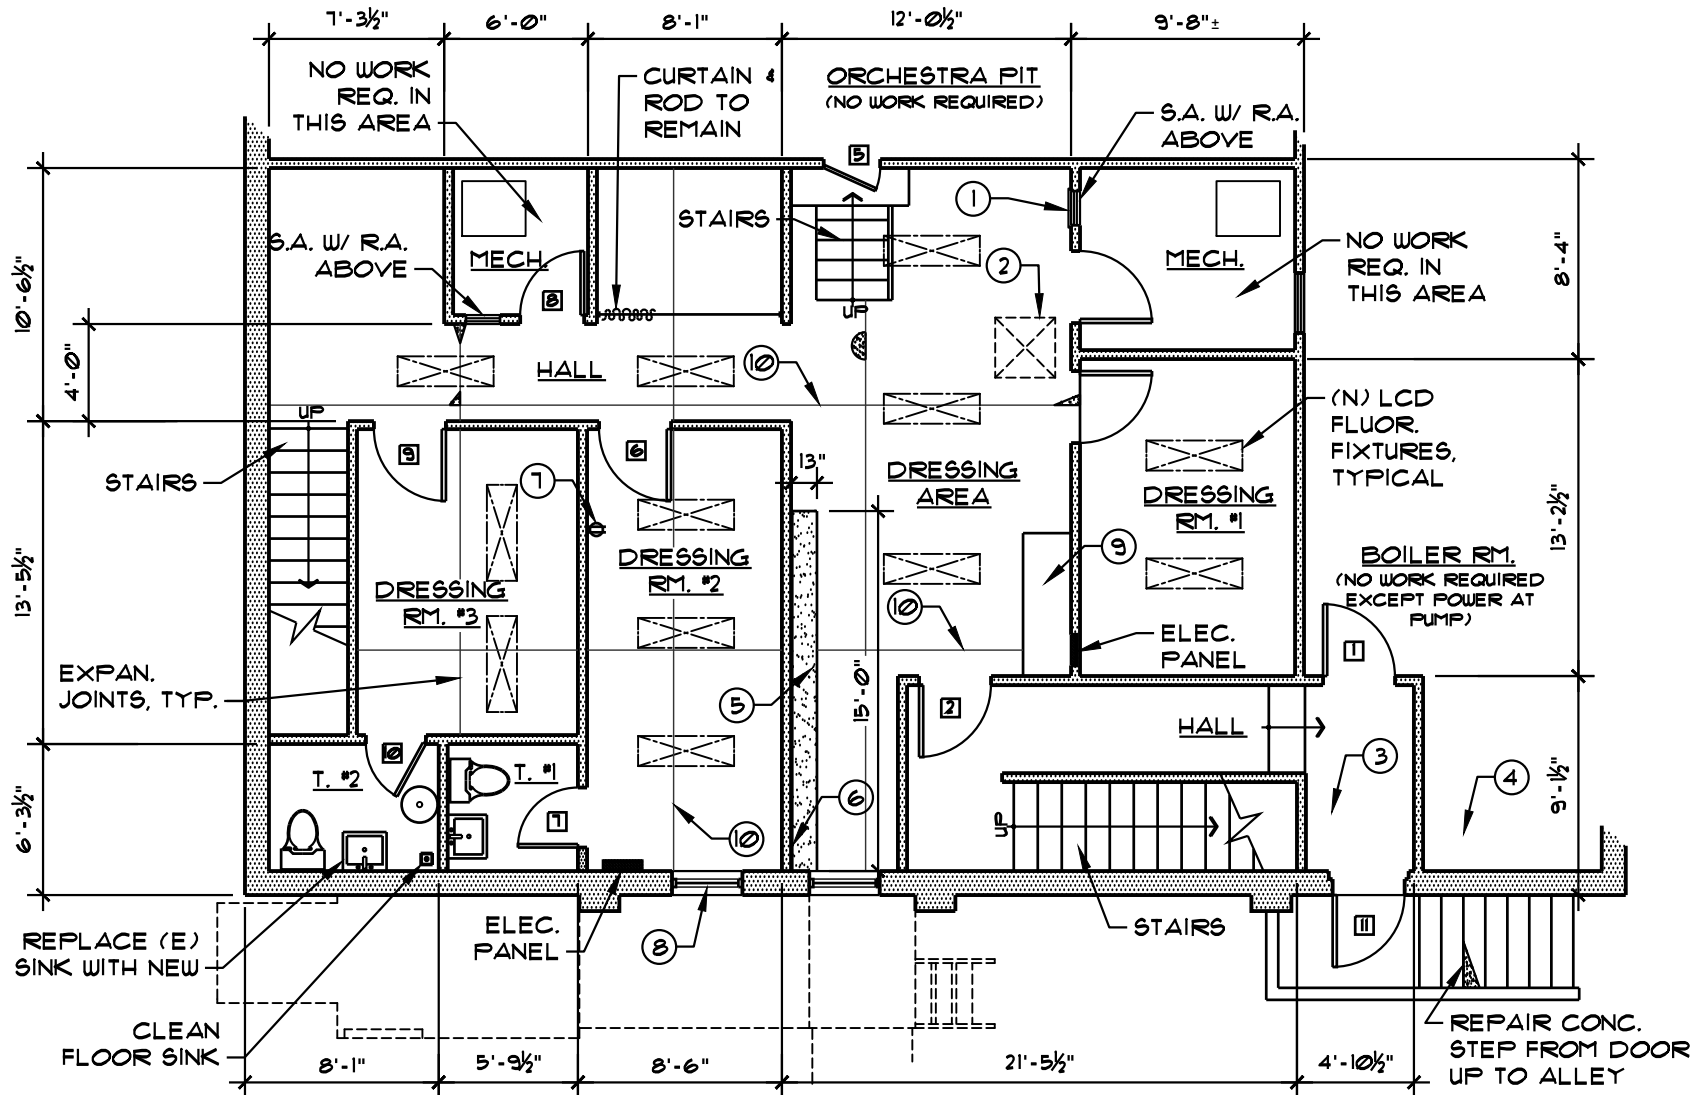 7'-3½"
6'-0"
8'-1"
12'-0½"
9'-8"±
NO WORK
REQ. IN
THIS AREA
CURTAIN &
ROD TO
REMAIN
ORCHESTRA PIT
(NO WORK REQUIRED)
S.A. W/ R.A.
ABOVE
5
1
STAIRS
2
UP
S.A. W/ R.A.
ABOVE
MECH.
8
MECH.
NO WORK
REQ. IN
THIS AREA
10'-6½"
4'-0"
13'-5½"
6'-3½"
8'-4"
13'-2½"
9'-1½"
HALL
10
UP
STAIRS
9
6
7
13"
DRESSING
AREA
DRESSING
RM. #1
(N) LCD
FLUOR.
FIXTURES,
TYPICAL
DRESSING
RM. #3
DRESSING
RM. #2
9
BOILER RM.
(NO WORK REQUIRED
EXCEPT POWER AT
PUMP)
10
ELEC.
PANEL
1
EXPAN.
JOINTS, TYP.
5
15'-0"
2
HALL
3
4
10
T. #2
T. #1
7
6
10
UP
REPLACE (E)
SINK WITH NEW
ELEC.
PANEL
8
STAIRS
11
CLEAN
FLOOR SINK
REPAIR CONC.
STEP FROM DOOR
UP TO ALLEY
8'-1"
5'-9½"
8'-6"
21'-5½"
4'-10½"